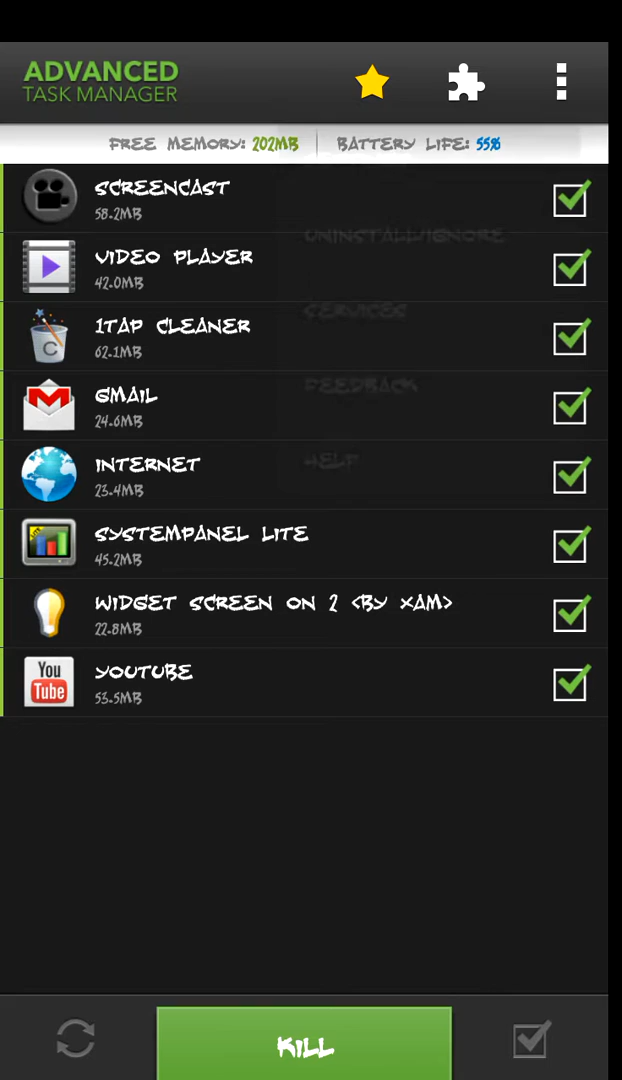 ADVANCED
TASK MANAGER
FREE MEMORY: 202MB | BATTERY LIFE: 55%
SCREENCAST
58.2MB
UNINSTALL/IGNORE
VIDEO PLAYER
42.0MB
SERVICES
1TAP CLEANER
62.1MB
FEEDBACK
GMAIL
24.6MB
HELP
INTERNET
23.4MB
SYSTEMPANEL LITE
45.2MB
WIDGET SCREEN ON 2 <BY XAM>
22.8MB
You
Tube
YOUTUBE
53.5MB
KILL